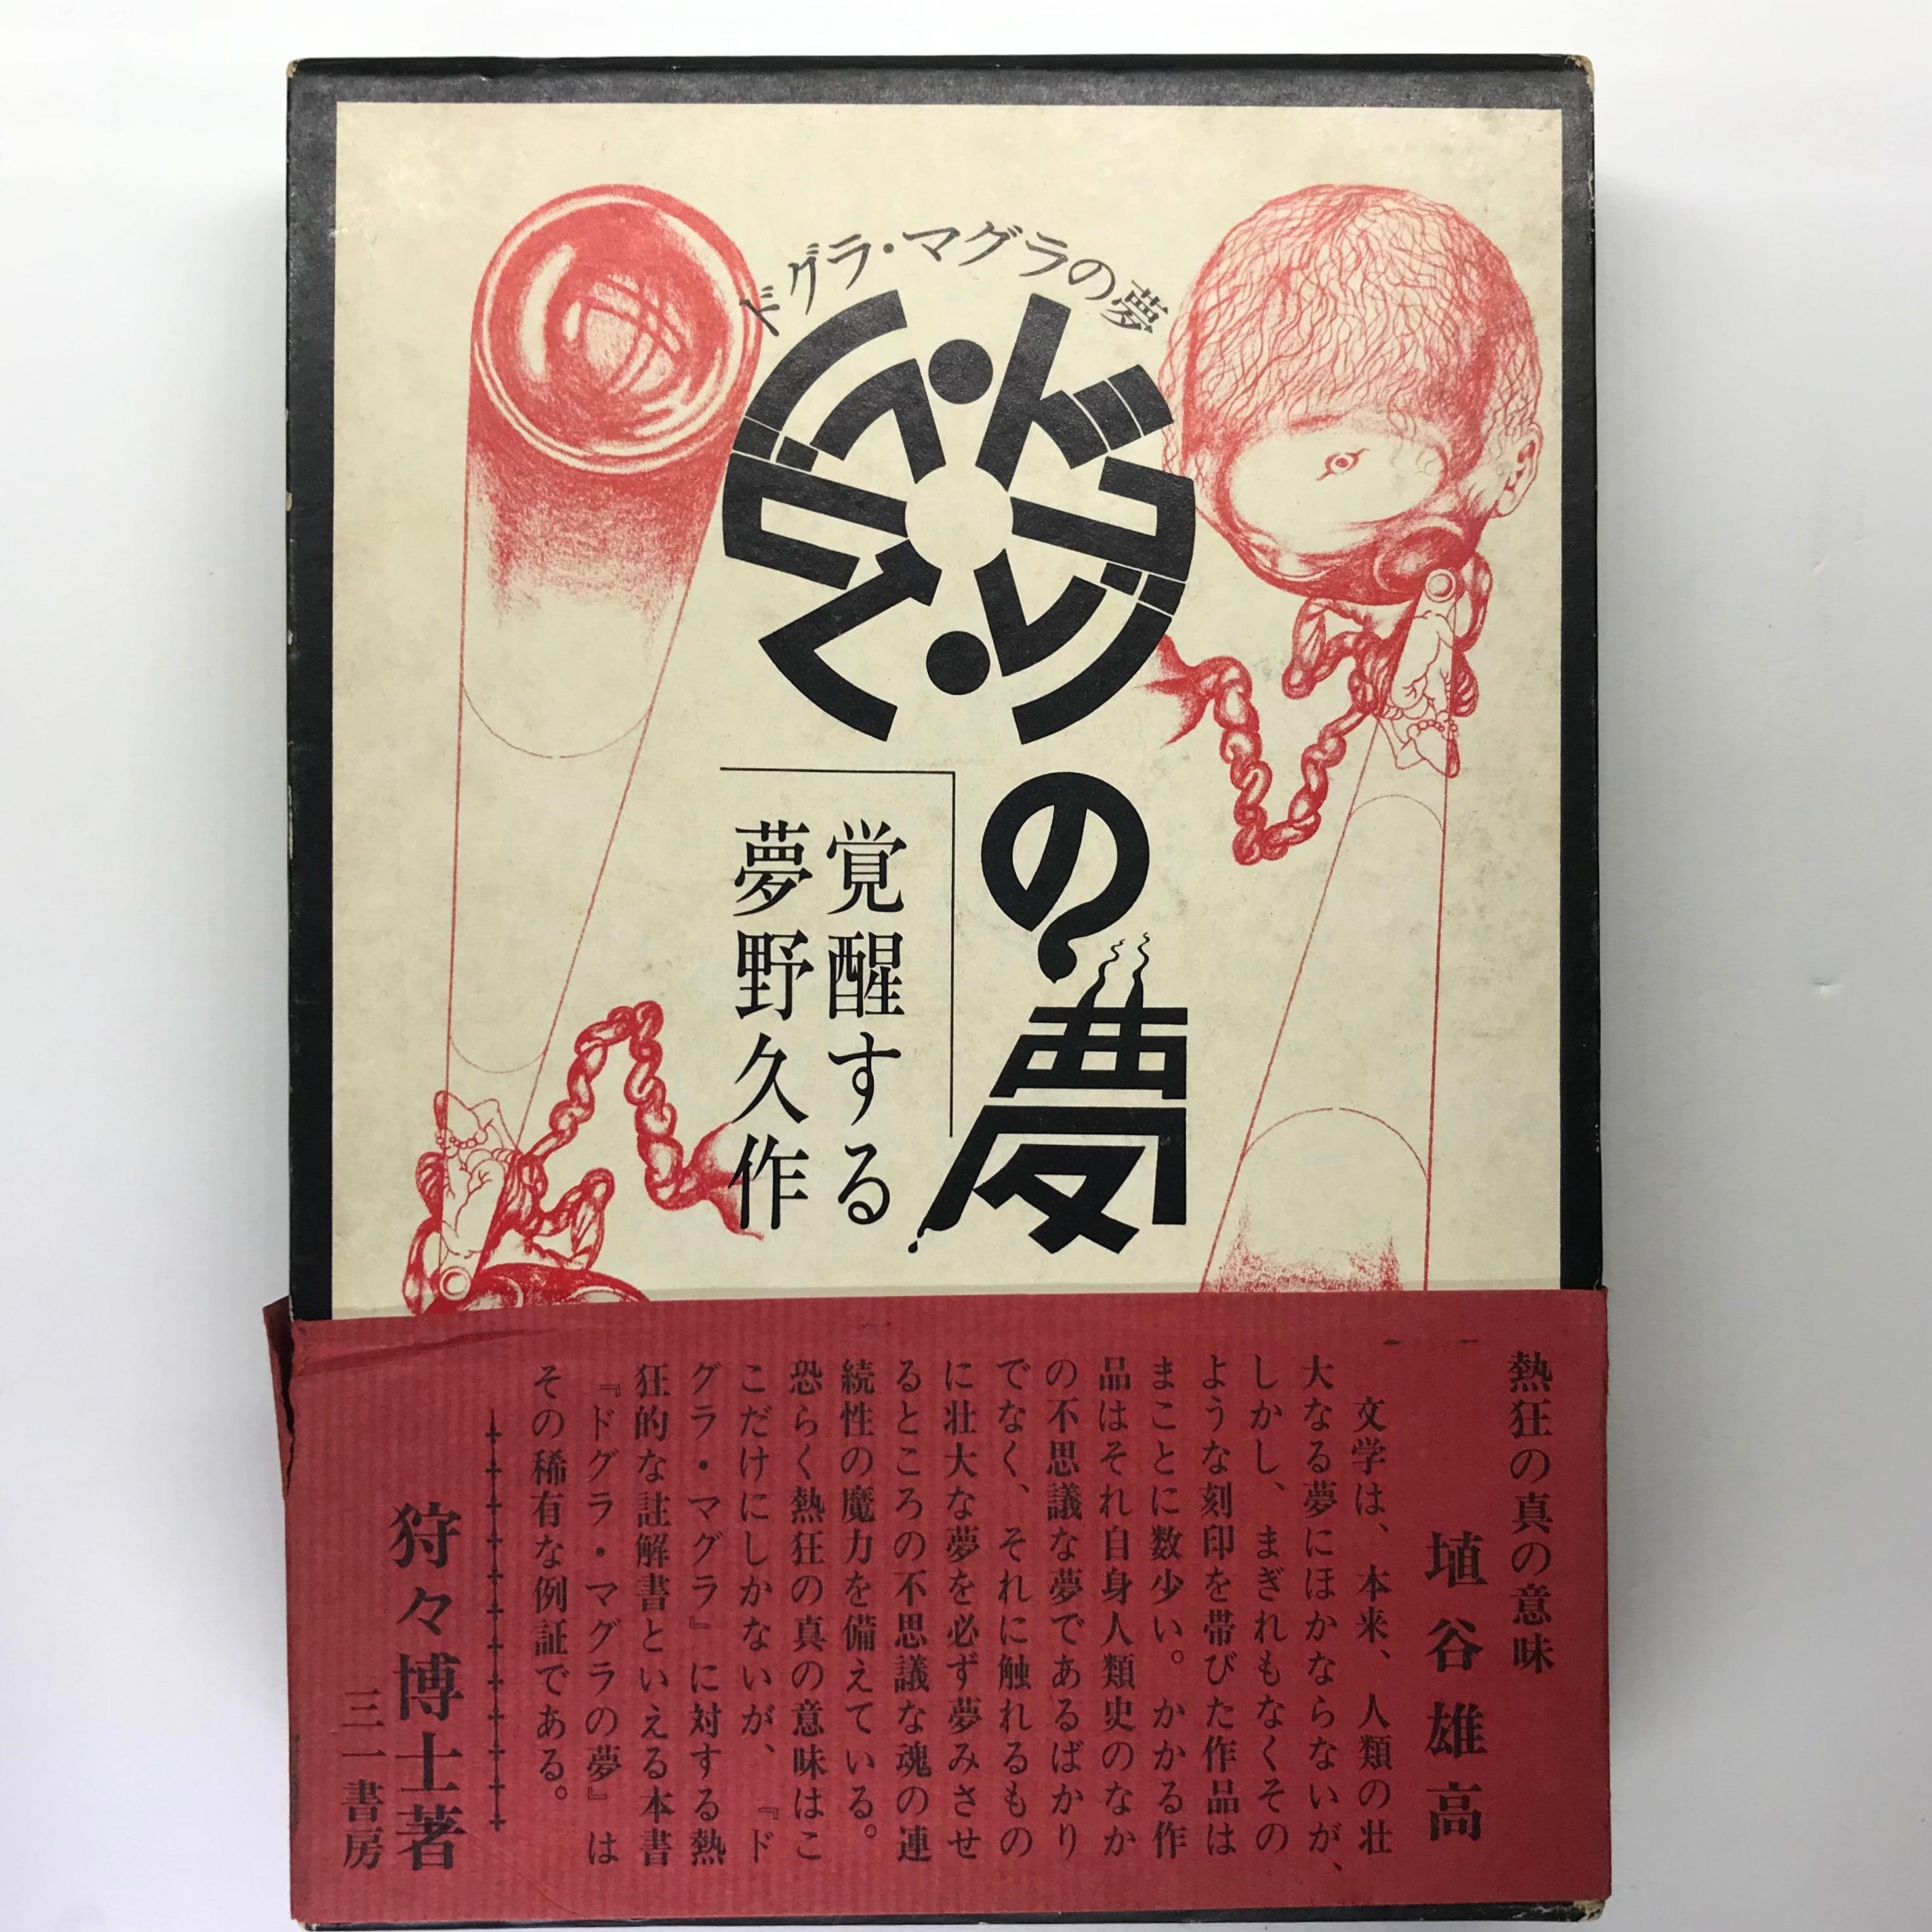 ドグラ・マグラの夢
ドグラ・マグラ・
の夢
覚醒する
夢野久作
熱狂の真の意味
埴谷雄高
文学は、本来、人類の壮
大なる夢にほかならないが、
しかし、まぎれもなくその
ような刻印を帯びた作品は
まことに数少い。かかる作
品はそれ自身人類史のなか
の不思議な夢であるばかり
でなく、それに触れるもの
に壮大な夢を必ず夢みさせ
るところの不思議な魂の連
続性の魔力を備えている。
恐らく熱狂の真の意味はこ
こだけにしかないが、『ド
グラ・マグラ』に対する熱
狂的な註解書といえる本書
『ドグラ・マグラの夢』は
その稀有な例証である。
狩々博士著
三一書房